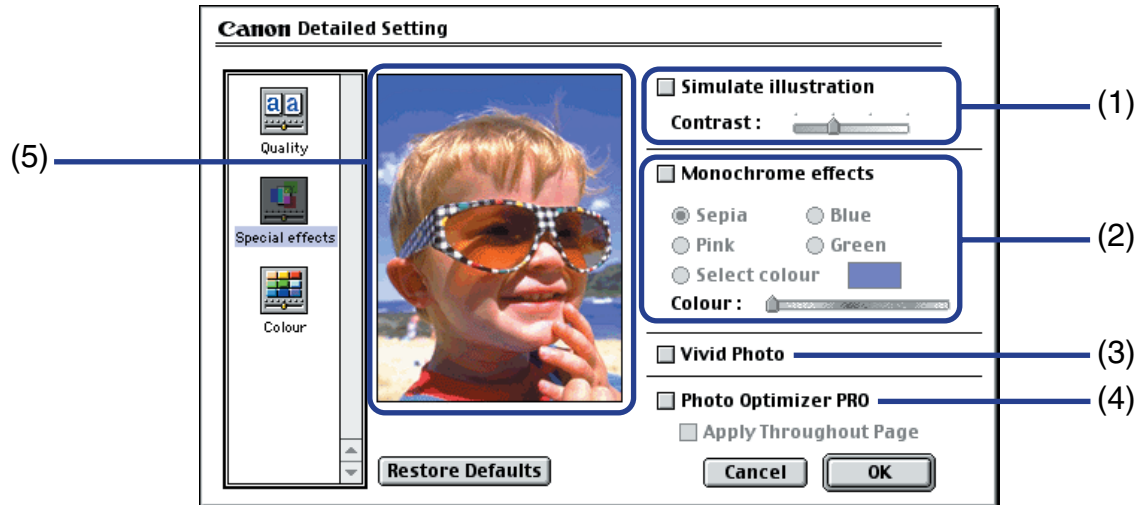 Canon Detailed Setting
Quality
Special effects
Colour
Simulate illustration
Contrast :
Monochrome effects
Sepia
Blue
Pink
Green
Select colour
Colour :
Vivid Photo
Photo Optimizer PRO
Apply Throughout Page
Restore Defaults
Cancel
OK
(1)
(2)
(3)
(4)
(5)